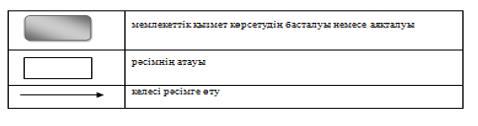 мемлекеттік қызмет көрсетудің басталуы немесе аяқталуы
рәсімнің атауы
келесі рәсімге өту